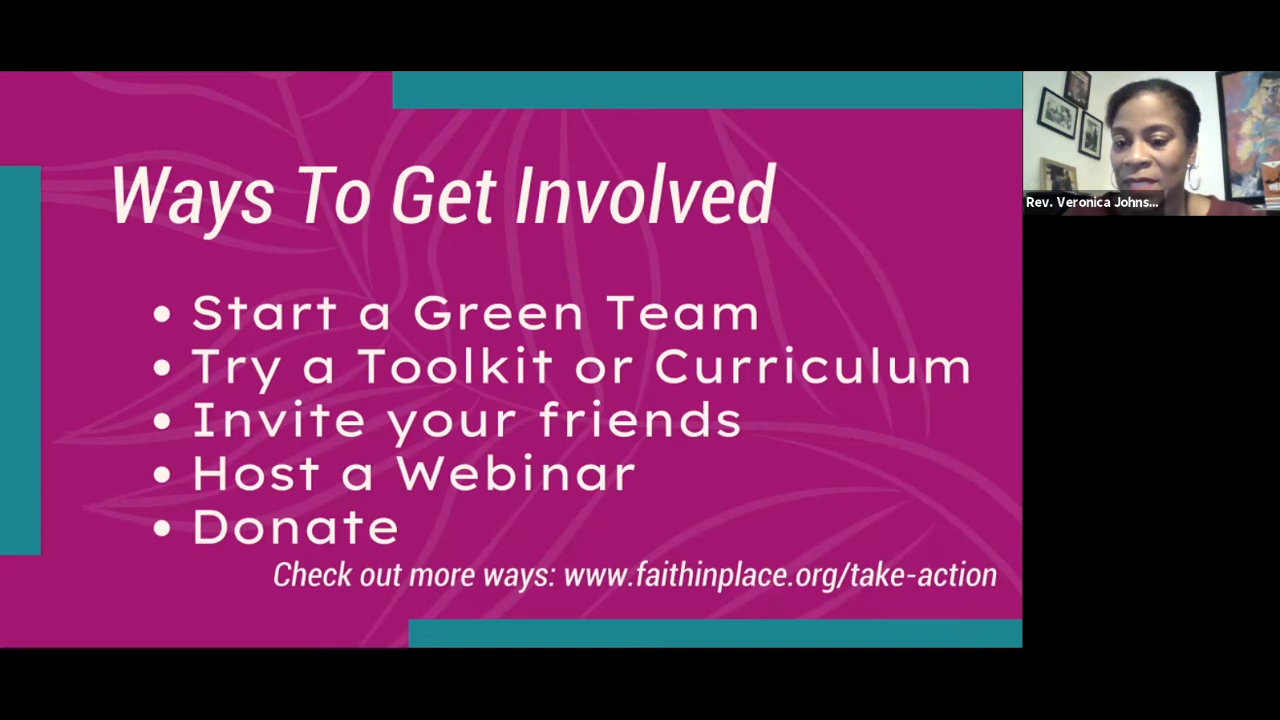 Ways To Get Involved
• Start a Green Team
• Try a Toolkit or Curriculum
• Invite your friends
• Host a Webinar
• Donate
Check out more ways: www.faithinplace.org/take-action
Rev. Veronica Johns...